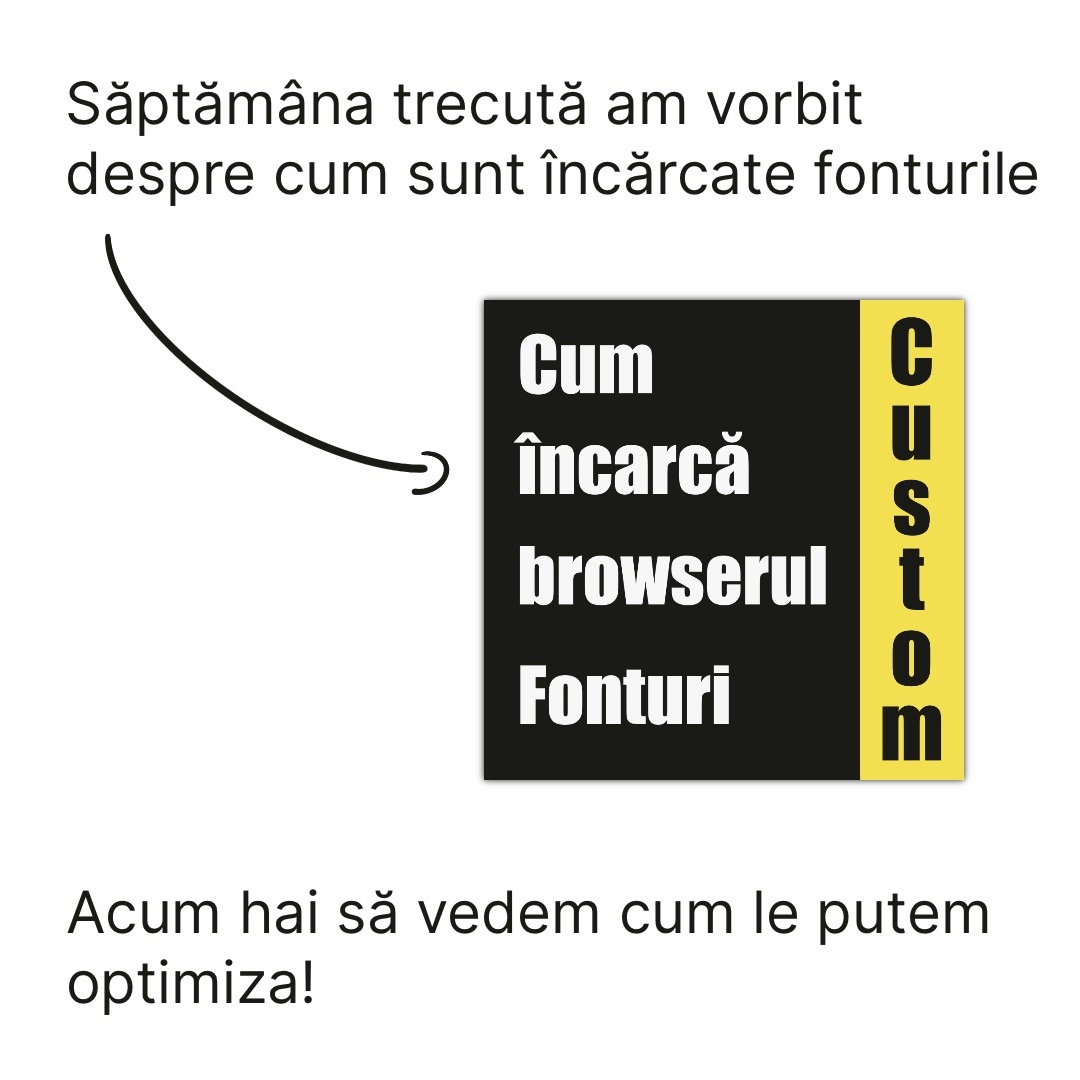 Săptămâna trecută am vorbit
despre cum sunt încărcate fonturile
Cum
încarcă
browserul
Fonturi
Custom
Acum hai să vedem cum le putem
optimiza!